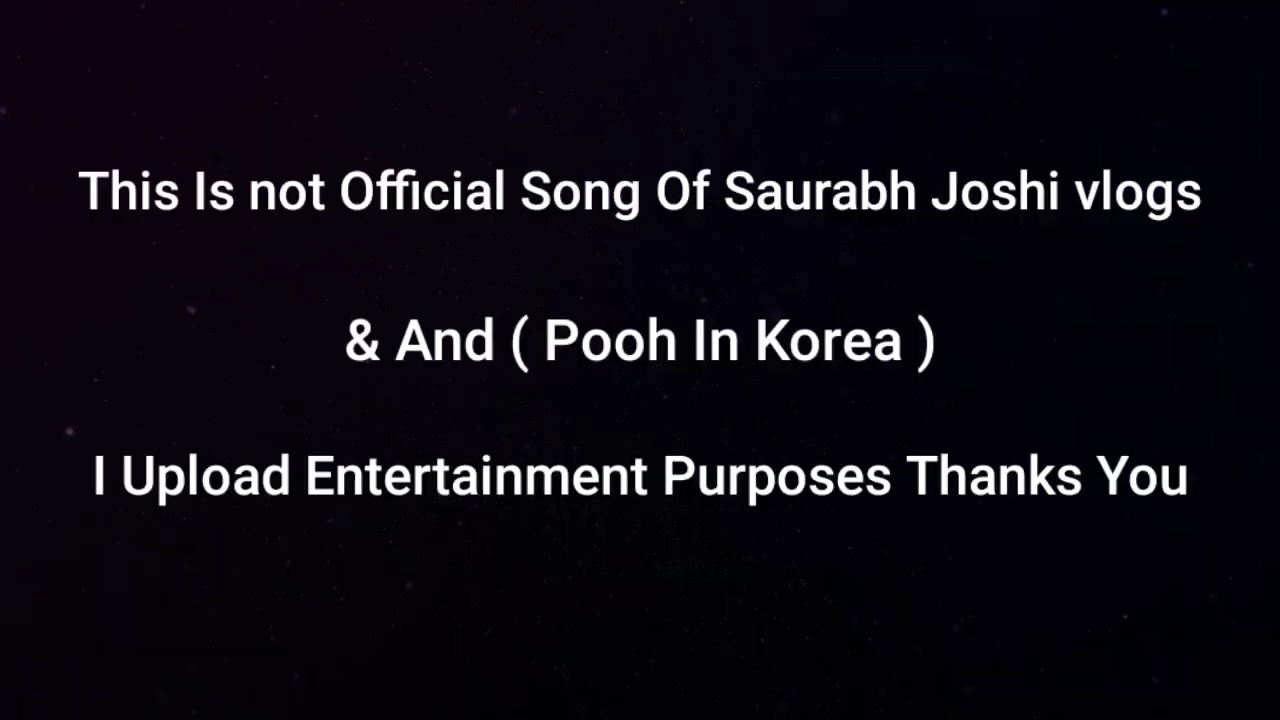 This Is not Official Song Of Saurabh Joshi vlogs
& And ( Pooh In Korea )
I Upload Entertainment Purposes Thanks You